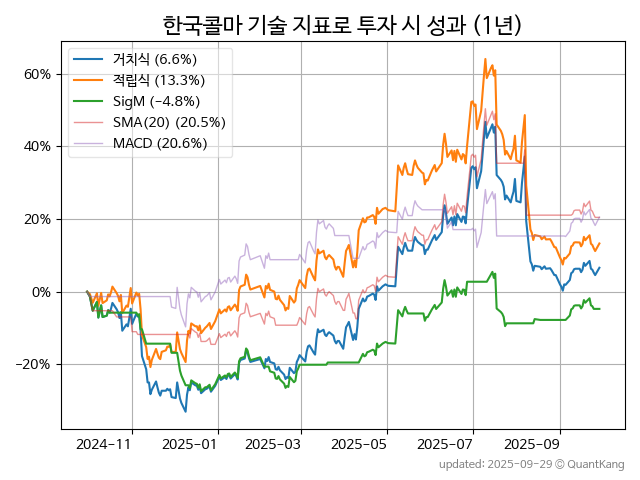 한국콜마 기술 지표로 투자 시 성과 (1년)
거치식 (6.6%)
적립식 (13.3%)
SigM (−4.8%)
SMA(20) (20.5%)
MACD (20.6%)
60%
40%
20%
0%
−20%
2024-11 2025-01 2025-03 2025-05 2025-07 2025-09
updated: 2025-09-29 ⓒ QuantKang